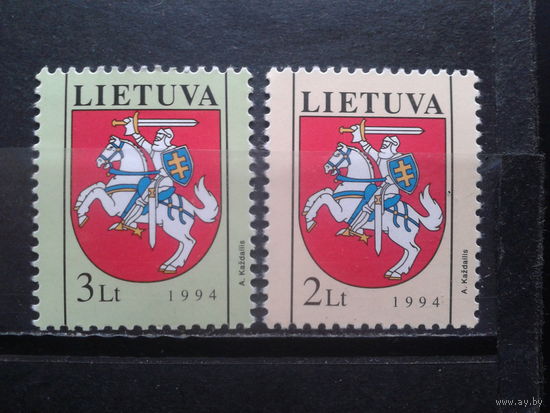 LIETUVA
3Lt 1994
A. Každailis
LIETUVA
2Lt 1994
A. Každailis
www.ay.by